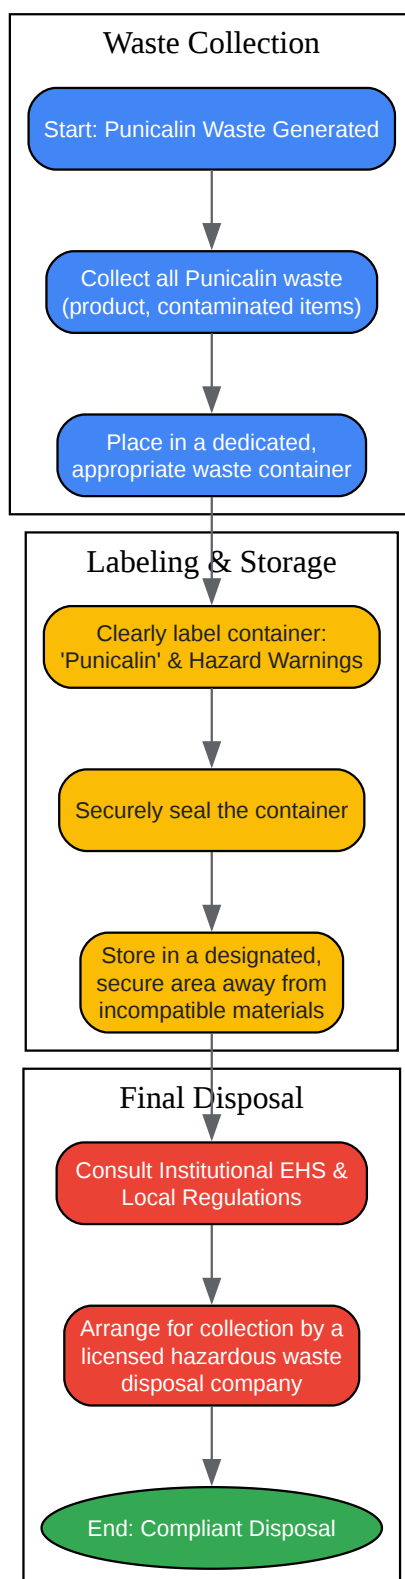 Waste Collection
Start: Punicalin Waste Generated
Collect all Punicalin waste
(product, contaminated items)
Place in a dedicated,
appropriate waste container
Labeling & Storage
Clearly label container:
'Punicalin' & Hazard Warnings
Securely seal the container
Store in a designated,
secure area away from
incompatible materials
Final Disposal
Consult Institutional EHS &
Local Regulations
Arrange for collection by a
licensed hazardous waste
disposal company
End: Compliant Disposal